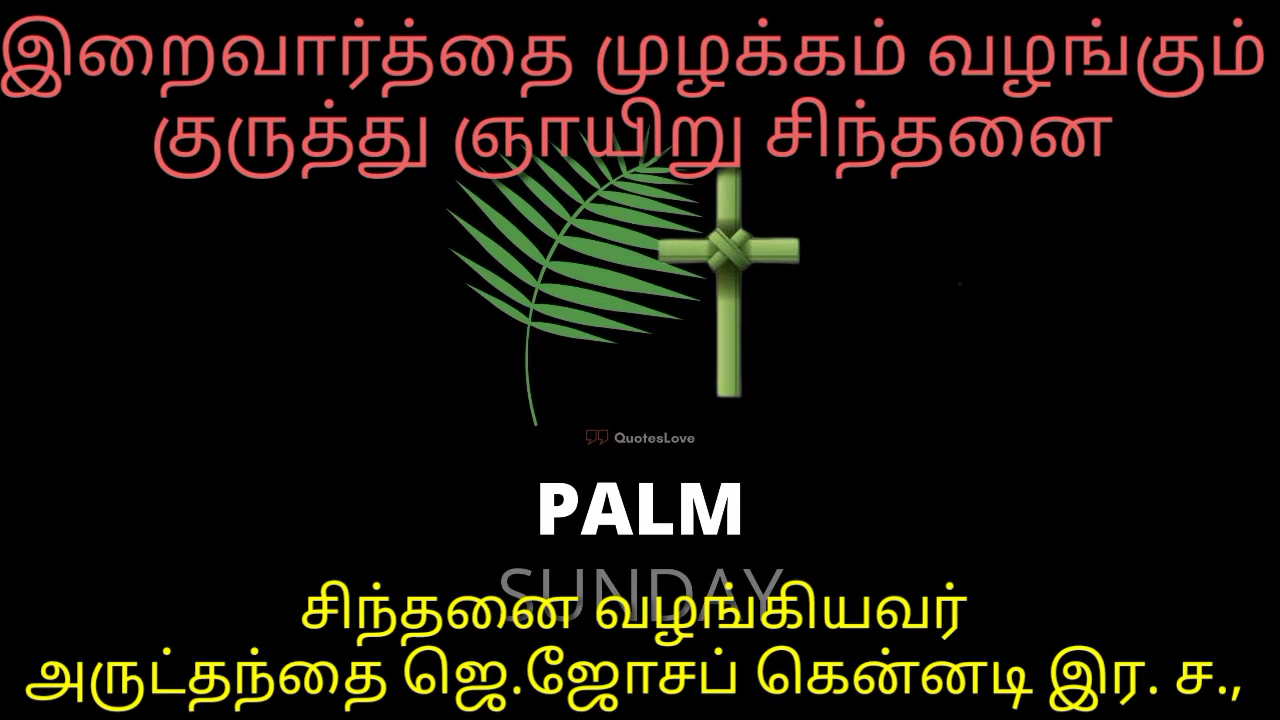 இறைவார்த்தை முழக்கம் வழங்கும்
குருத்து ஞாயிறு சிந்தனை
QuotesLove
PALM
SUNDAY
சிந்தனை வழங்கியவர்
அருட்தந்தை ஜெ.ஜோசப் கென்னடி இர. ச.,